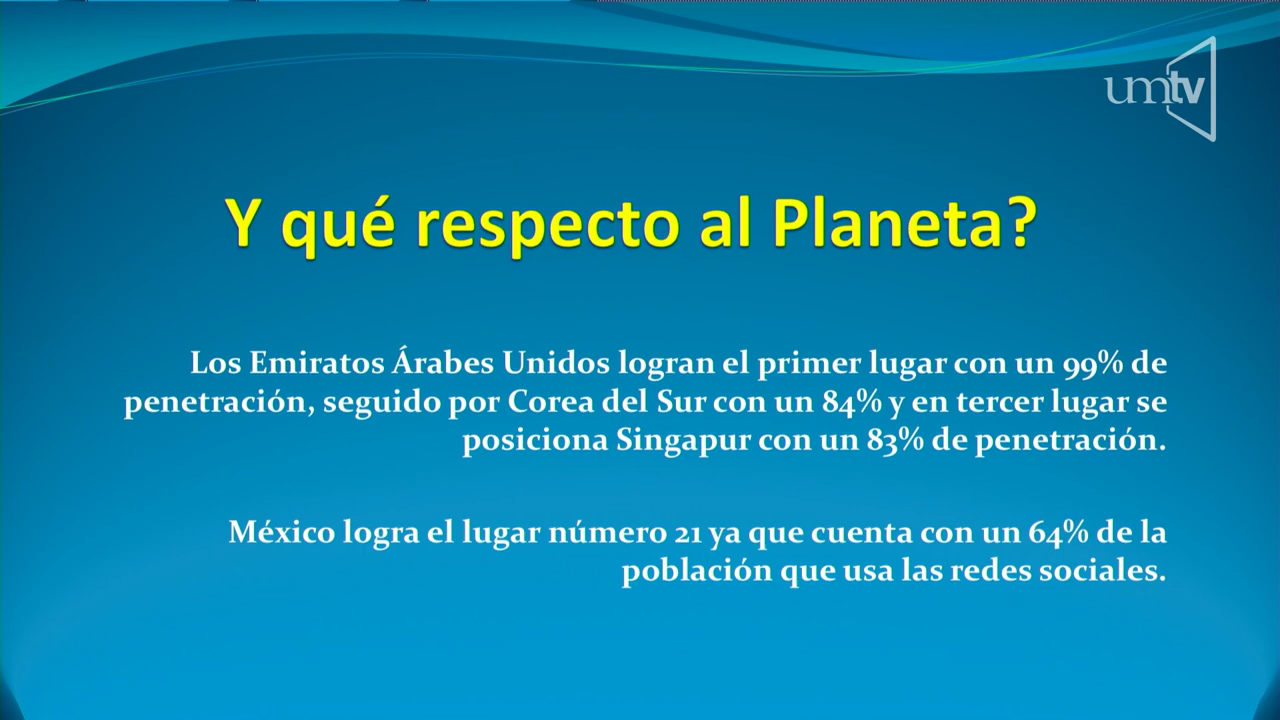 umtv
Y qué respecto al Planeta?
Los Emiratos Árabes Unidos logran el primer lugar con un 99% de
penetración, seguido por Corea del Sur con un 84% y en tercer lugar se
posiciona Singapur con un 83% de penetración.
México logra el lugar número 21 ya que cuenta con un 64% de la
población que usa las redes sociales.